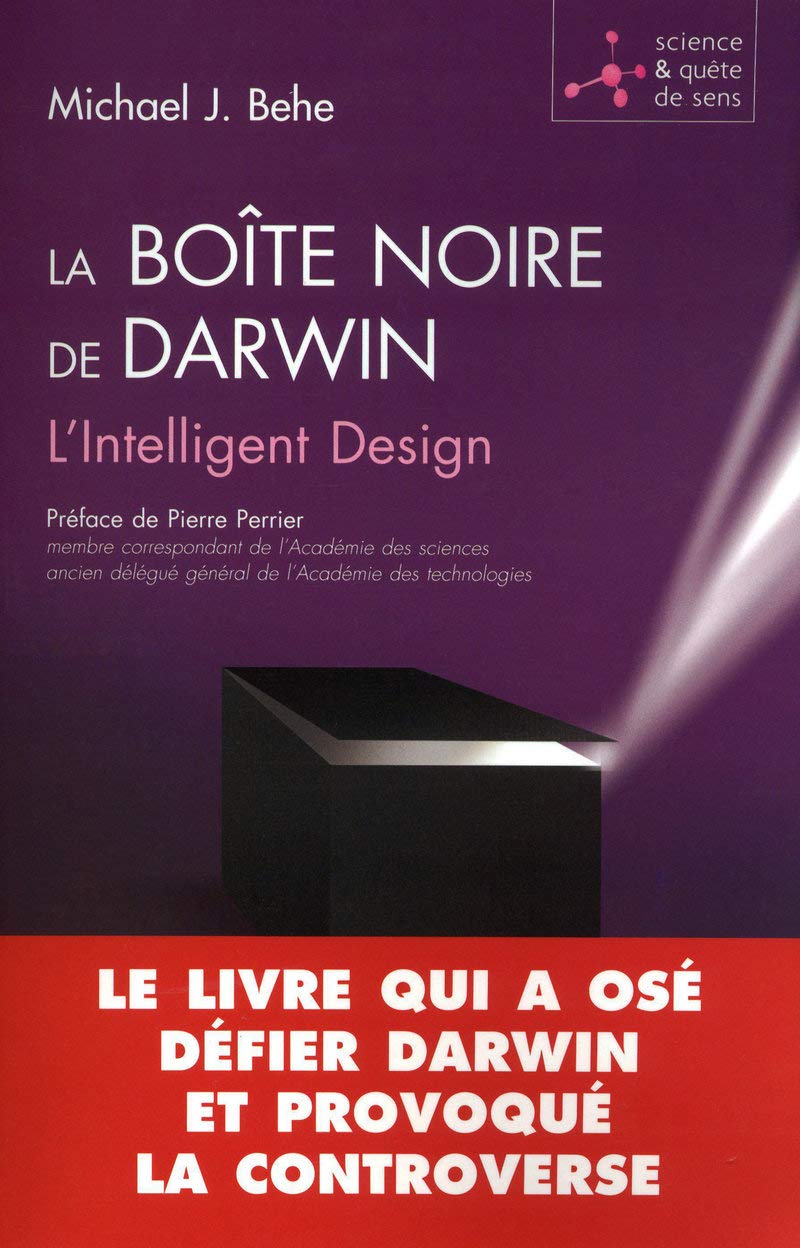 science
& quête
de sens
Michael J. Behe
LA BOÎTE NOIRE
DE DARWIN
L'Intelligent Design
Préface de Pierre Perrier
membre correspondant de l'Académie des sciences
ancien délégué général de l'Académie des technologies
LE LIVRE QUI A OSÉ
DÉFIER DARWIN
ET PROVOQUÉ
LA CONTROVERSE